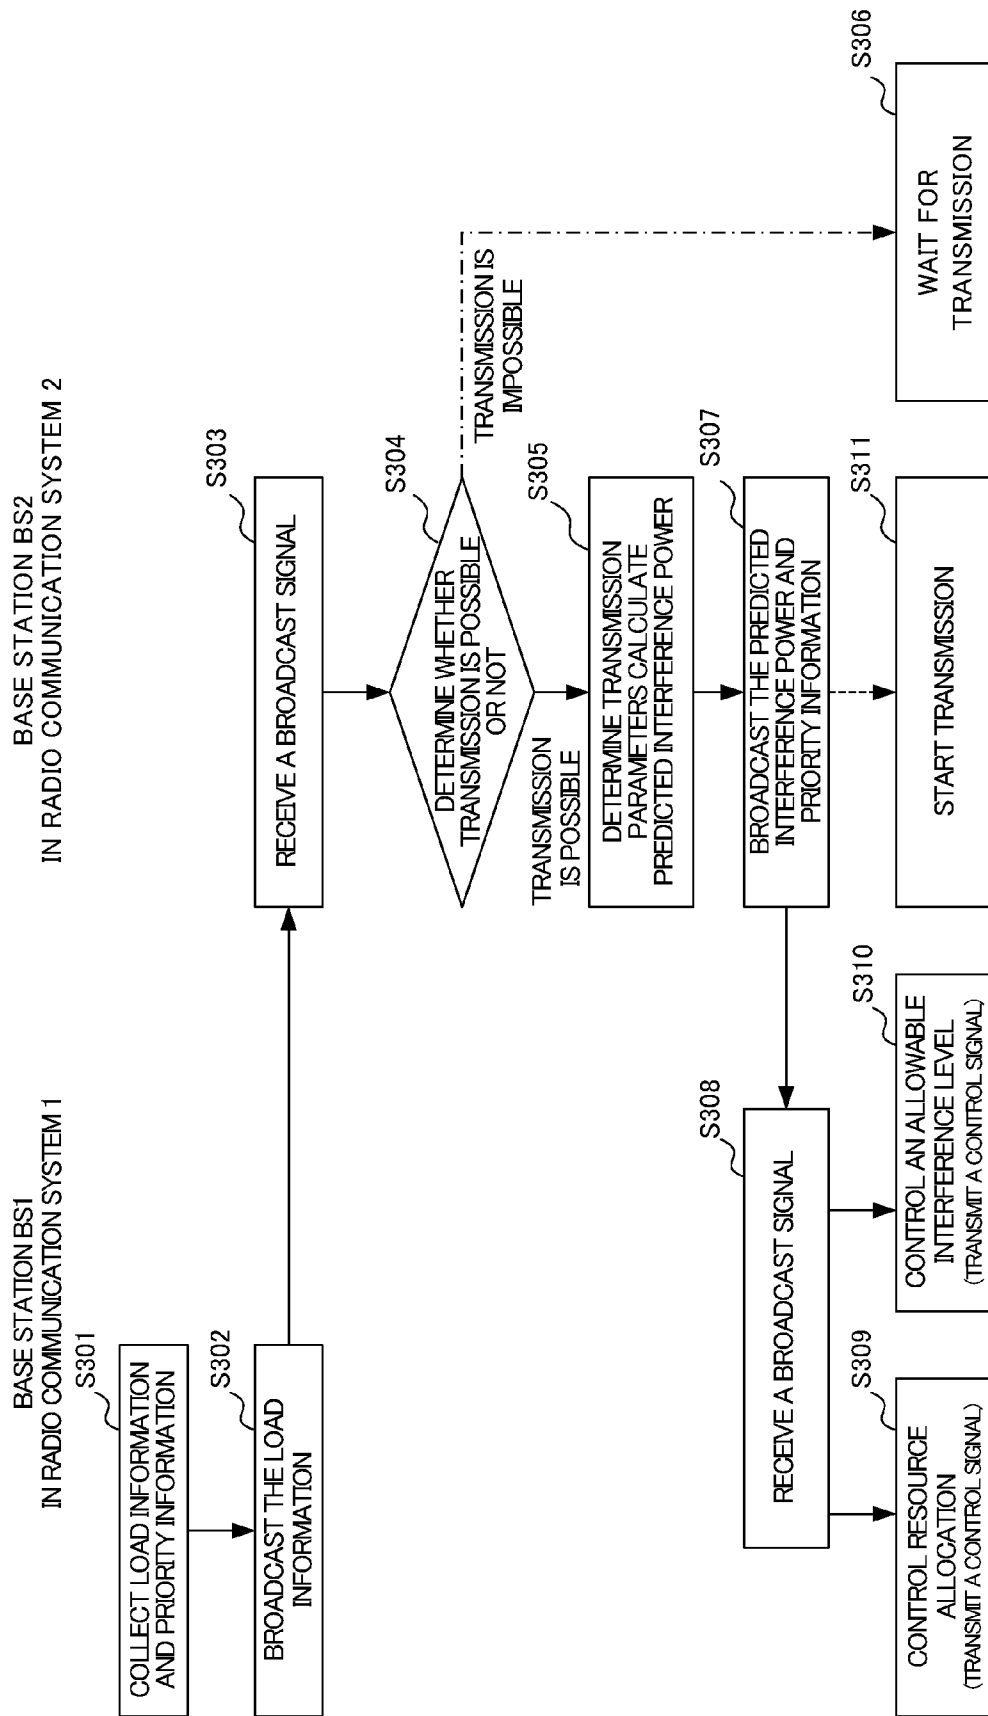 BASE STATION BS1
IN RADIO COMMUNICATION SYSTEM 1
BASE STATION BS2
IN RADIO COMMUNICATION SYSTEM 2
S301
COLLECT LOAD INFORMATION
AND PRIORITY INFORMATION
S302
BROADCAST THE LOAD
INFORMATION
S303
RECEIVE A BROADCAST SIGNAL
S304
DETERMINE WHETHER
TRANSMISSION IS POSSIBLE
OR NOT
TRANSMISSION IS
IMPOSSIBLE
TRANSMISSION
IS POSSIBLE
S305
DETERMINE TRANSMISSION
PARAMETERS CALCULATE
PREDICTED INTERFERENCE POWER
S307
BROADCAST THE PREDICTED
INTERFERENCE POWER AND
PRIORITY INFORMATION
S308
RECEIVE A BROADCAST SIGNAL
S309
CONTROL RESOURCE
ALLOCATION
(TRANSMIT A CONTROL SIGNAL)
S310
CONTROL AN ALLOWABLE
INTERFERENCE LEVEL
(TRANSMIT A CONTROL SIGNAL)
S311
START TRANSMISSION
S306
WAIT FOR
TRANSMISSION